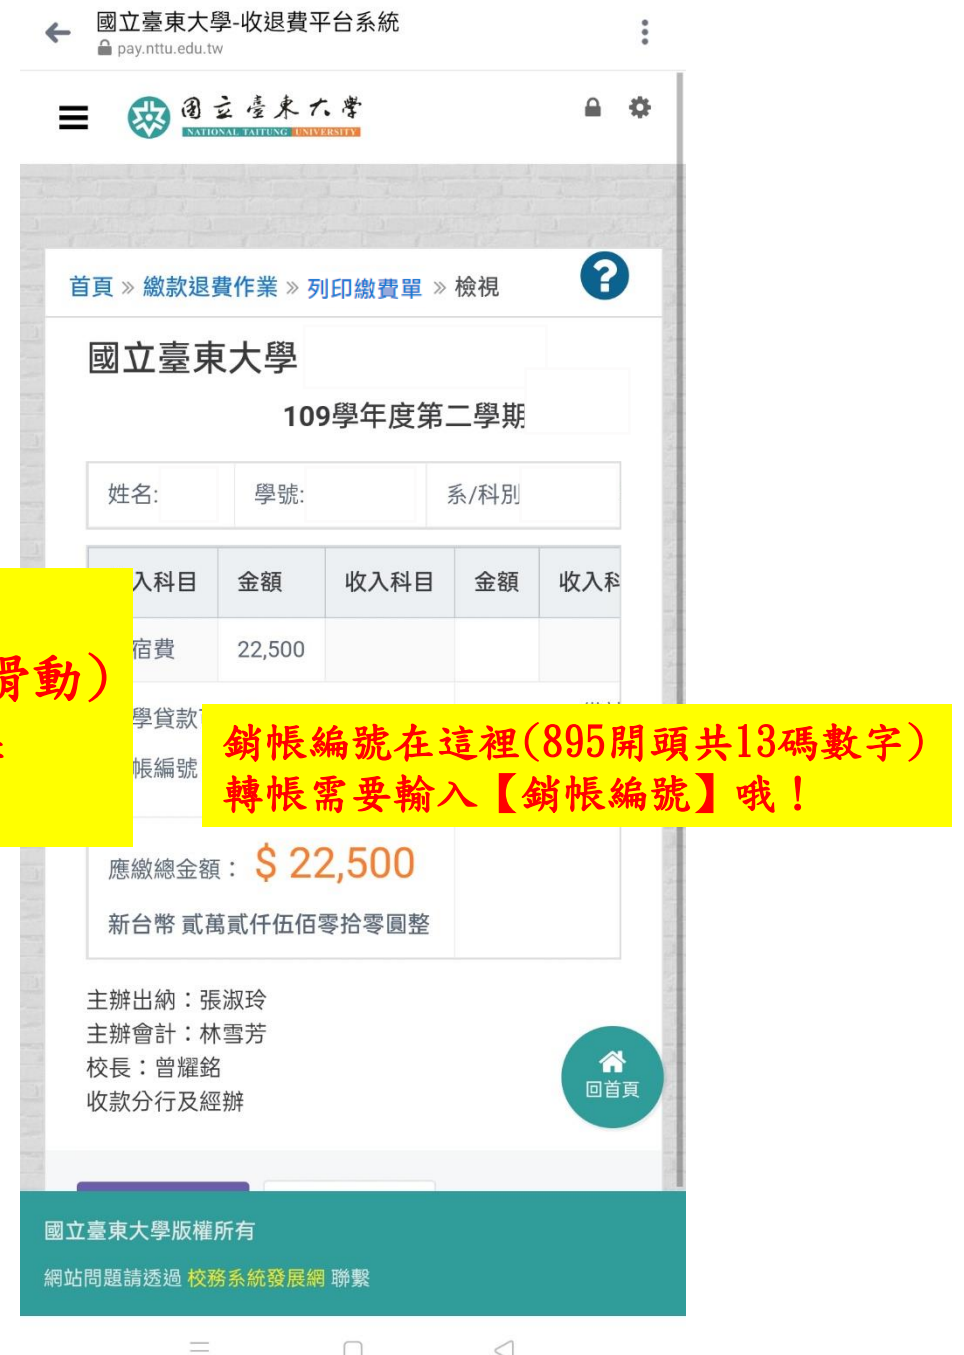 國立臺東大學-收退費平台系統
pay.nttu.edu.tw
國立臺東大學
NATIONAL TAITUNG UNIVERSITY
首頁 » 繳款退費作業 » 列印繳費單 » 檢視
國立臺東大學
109學年度第二學期
姓名: 學號: 系/科別
入科目 金額 收入科目 金額 收入科
宿費 22,500
滑動)
學貸款
帳編號
銷帳編號在這裡(895開頭共13碼數字)
轉帳需要輸入【銷帳編號】哦！
應繳總金額： $ 22,500
新台幣 貳萬貳仟伍佰零拾零圓整
主辦出納：張淑玲
主辦會計：林雪芳
校長：曾耀銘
收款分行及經辦
回首頁
國立臺東大學版權所有
網站問題請透過 校務系統發展網 聯繫